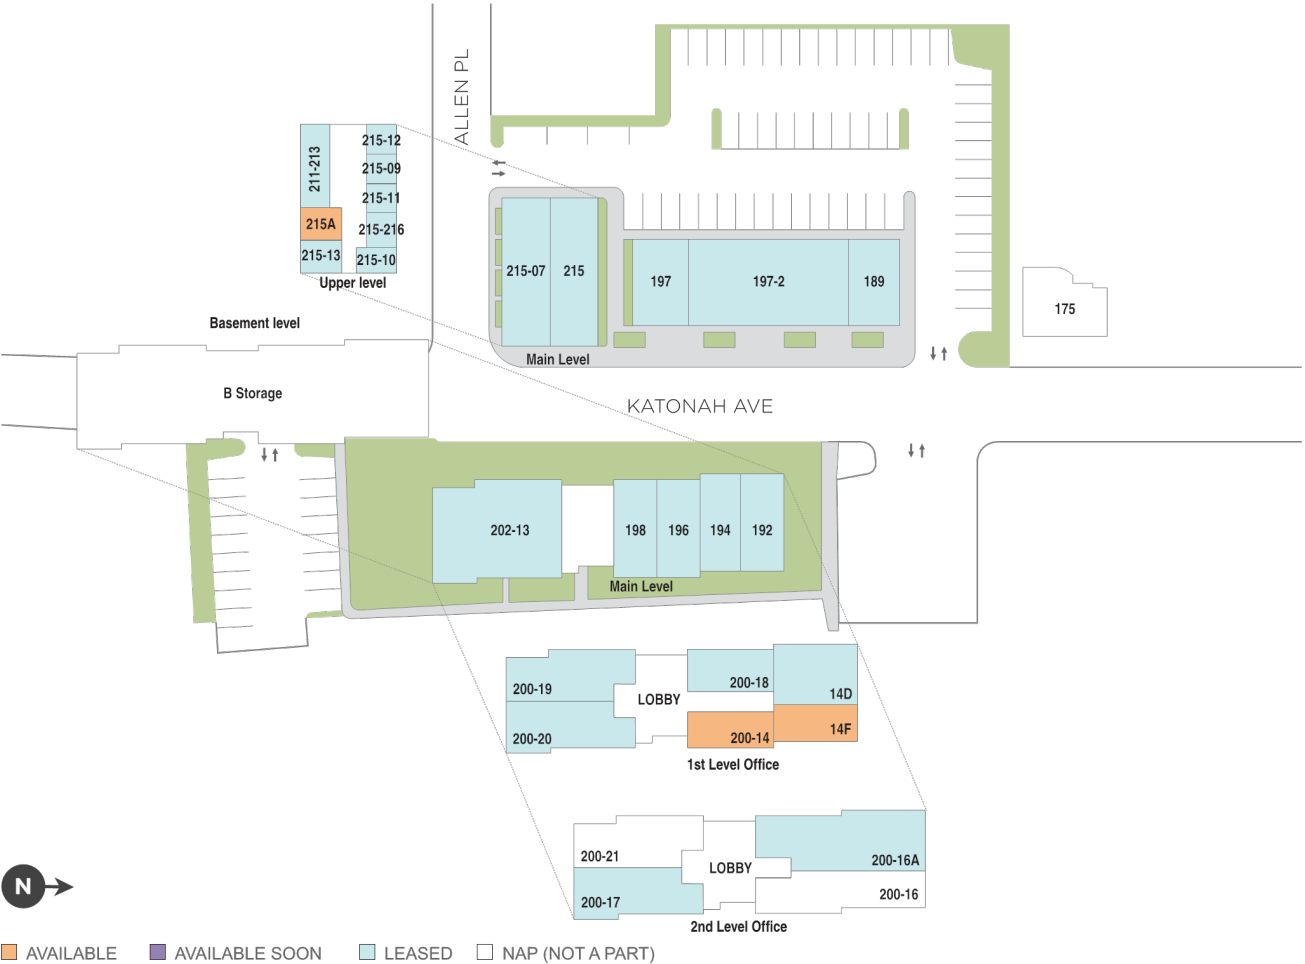 ALLEN PL
215-12
211-213
215-09
215-11
215A
215-216
215-13
215-10
Upper level
215-07
215
197
197-2
189
175
Basement level
Main Level
B Storage
KATONAH AVE
202-13
198
196
194
192
Main Level
200-19
LOBBY
200-18
14D
200-20
200-14
14F
1st Level Office
200-21
LOBBY
200-16A
200-17
200-16
2nd Level Office
N
AVAILABLE
AVAILABLE SOON
LEASED
NAP (NOT A PART)